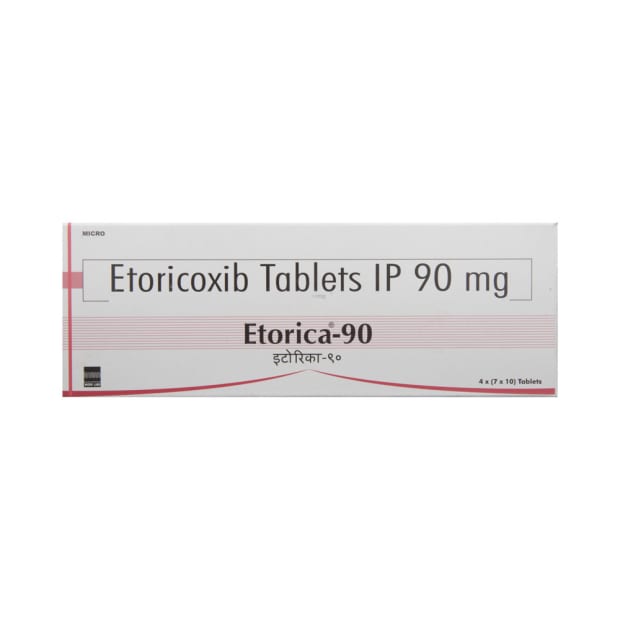 MICRO
Etoricoxib Tablets IP 90 mg
Etorica®-90
इटोरिका-९०
4 x (7 x 10) Tablets